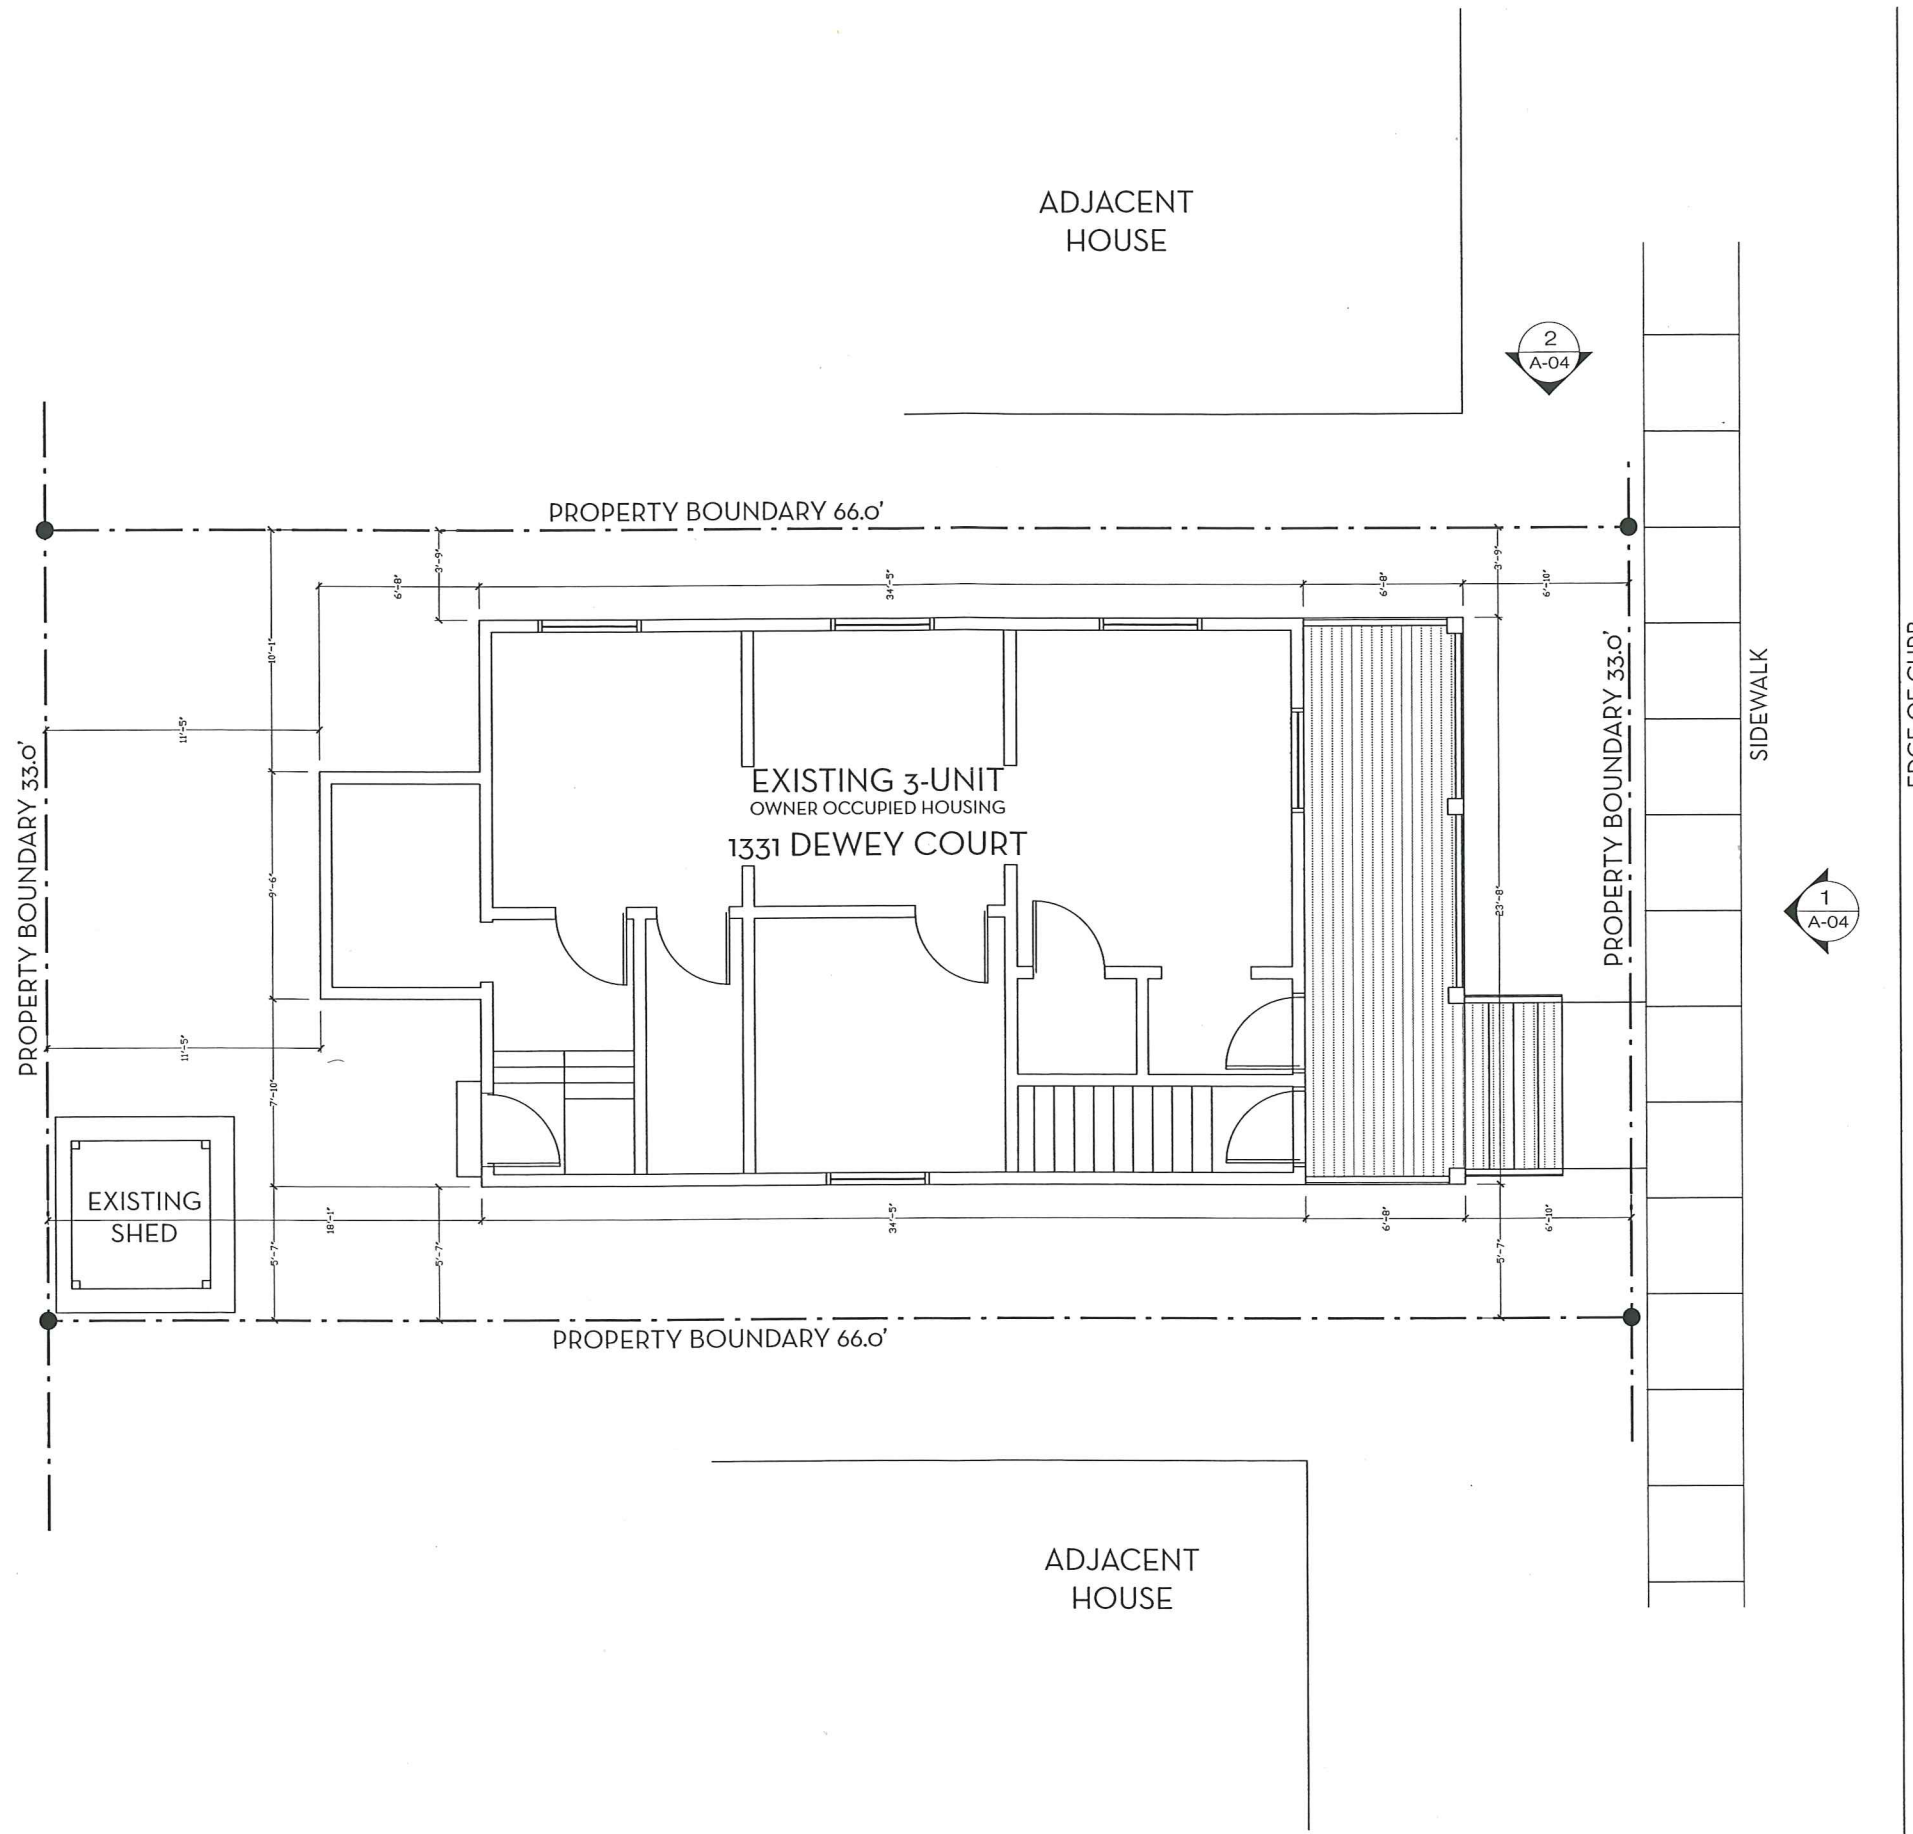 ADJACENT
HOUSE
2
A-04
PROPERTY BOUNDARY 66.0'
3'-9"
3'-9"
6'-8"
34'-5"
6'-8"
6'-10"
10'-1"
PROPERTY BOUNDARY 33.0'
11'-5"
PROPERTY BOUNDARY 33.0'
SIDEWALK
EXISTING 3-UNIT
OWNER OCCUPIED HOUSING
1331 DEWEY COURT
9'-6"
23'-8"
1
A-04
11'-5"
7'-10"
EXISTING
SHED
18'-1"
34'-5"
6'-8"
6'-10"
5'-7"
5'-7"
5'-7"
PROPERTY BOUNDARY 66.0'
ADJACENT
HOUSE